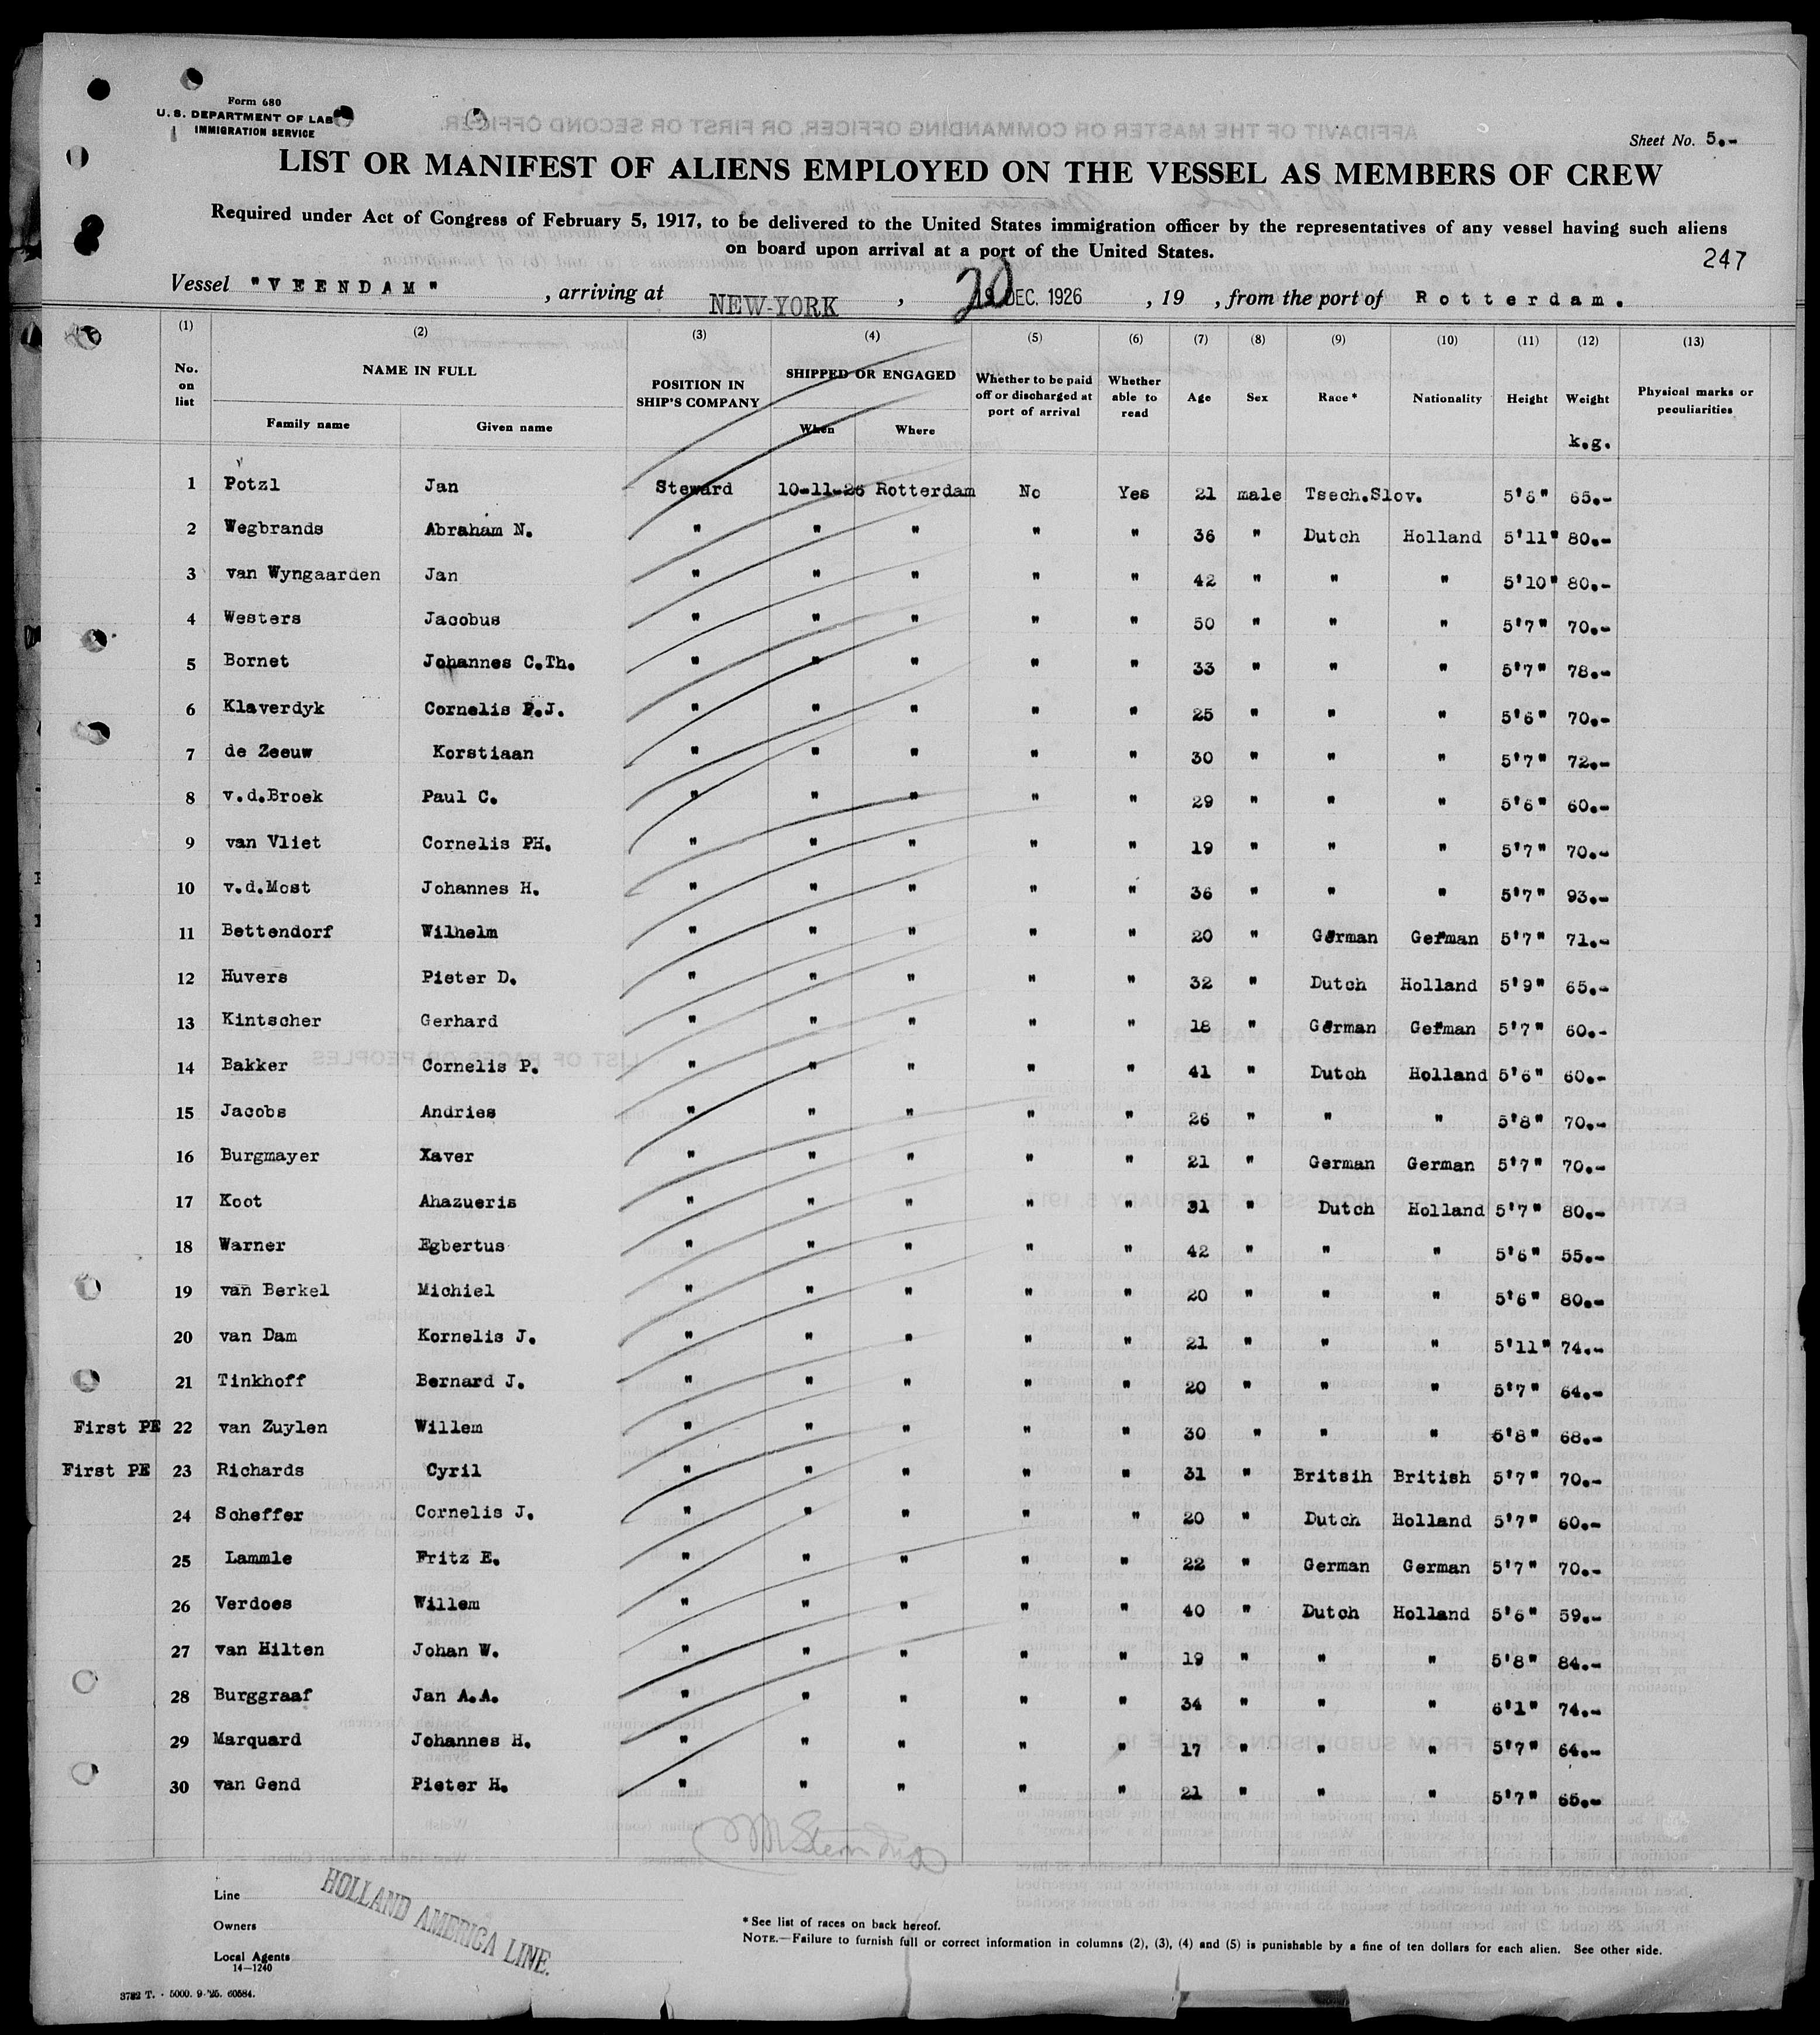 Form 680
U. S. DEPARTMENT OF LAB
IMMIGRATION SERVICE
Sheet No. 5.-
LIST OR MANIFEST OF ALIENS EMPLOYED ON THE VESSEL AS MEMBERS OF CREW
Required under Act of Congress of February 5, 1917, to be delivered to the United States immigration officer by the representatives of any vessel having such aliens
on board upon arrival at a port of the United States.
247
Vessel "VEENDAM" , arriving at NEW-YORK , 20 DEC. 1926 , 19 , from the port of Rotterdam.
(1) (2) (3) (4) (5) (6) (7) (8) (9) (10) (11) (12) (13)
No. on list NAME IN FULL Family name Given name POSITION IN SHIP'S COMPANY SHIPPED OR ENGAGED When Where Whether to be paid off or discharged at port of arrival Whether able to read Age Sex Race* Nationality Height Weight k.g. Physical marks or peculiarities
1 Potzl Jan Steward 10-11-26 Rotterdam No Yes 21 male Tsech.Slov. 5'6" 65.-
2 Wegbrands Abraham N. " " " " " 36 " Dutch Holland 5'11" 80.-
3 van Wyngaarden Jan " " " " " 42 " " " 5'10" 80.-
4 Westers Jacobus " " " " " 50 " " " 5'7" 70.-
5 Bornet Johannes C.Th. " " " " " 33 " " " 5'7" 78.-
6 Klaverdyk Cornelis P.J. " " " " " 25 " " " 5'6" 70.-
7 de Zeeuw Korstiaan " " " " " 30 " " " 5'7" 72.-
8 v.d.Broek Paul C. " " " " " 29 " " " 5'6" 60.-
9 van Vliet Cornelis PH. " " " " " 19 " " " 5'7" 70.-
10 v.d.Most Johannes H. " " " " " 36 " " " 5'7" 93.-
11 Bettendorf Wilhelm " " " " " 20 " German German 5'7" 71.-
12 Huvers Pieter D. " " " " " 32 " Dutch Holland 5'9" 65.-
13 Kintscher Gerhard " " " " " 18 " German German 5'7" 60.-
14 Bakker Cornelis P. " " " " " 41 " Dutch Holland 5'6" 60.-
15 Jacobs Andries " " " " " 26 " " " 5'8" 70.-
16 Burgmayer Xaver " " " " " 21 " German German 5'7" 70.-
17 Koot Ahazueris " " " " " 31 " Dutch Holland 5'7" 80.-
18 Warner Egbertus " " " " " 42 " " " 5'6" 55.-
19 van Berkel Michiel " " " " " 20 " " " 5'6" 80.-
20 van Dam Kornelis J. " " " " " 21 " " " 5'11" 74.-
21 Tinkhoff Bernard J. " " " " " 20 " " " 5'7" 64.-
First PE 22 van Zuylen Willem " " " " " 30 " " " 5'8" 68.-
First PE 23 Richards Cyril " " " " " 31 " Britsih British 5'7" 70.-
24 Scheffer Cornelis J. " " " " " 20 " Dutch Holland 5'7" 60.-
25 Lammle Fritz E. " " " " " 22 " German German 5'7" 70.-
26 Verdoes Willem " " " " " 40 " Dutch Holland 5'6" 59.-
27 van Hilten Johan W. " " " " " 19 " " " 5'8" 84.-
28 Burggraaf Jan A.A. " " " " " 34 " " " 6'1" 74.-
29 Marquard Johannes H. " " " " " 17 " " " 5'7" 64.-
30 van Gend Pieter H. " " " " " 21 " " " 5'7" 65.-
Line
Owners
Local Agents
HOLLAND AMERICA LINE.
14—1240
3782 T. - 5000. 9-'25. 60584.
* See list of races on back hereof.
NOTE.—Failure to furnish full or correct information in columns (2), (3), (4) and (5) is punishable by a fine of ten dollars for each alien. See other side.